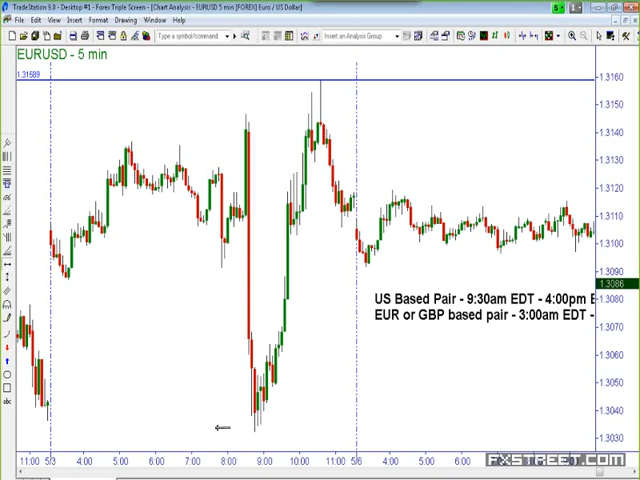 TradeStation 9.0 - Desktop #1 - Forex Triple Screen - [Chart Analysis - EURUSD 5 min [FOREX] Euro / US Dollar]
File Edit View Insert Format Drawing Window Help
Type a symbol/command
Insert an Analysis Group
EURUSD - 5 min
1.31589
1.3160
1.3150
1.3140
1.3130
1.3120
1.3110
1.3100
1.3090
1.3086
1.3080
US Based Pair - 9:30am EDT - 4:00pm E
EUR or GBP based pair - 3:00am EDT -
1.3070
1.3060
1.3050
1.3040
1.3030
abc
11:00 5/3 4:00 5:00 6:00 7:00 8:00 9:00 10:00 5/6 4:00 5:00 6:00
FXSTREET.COM